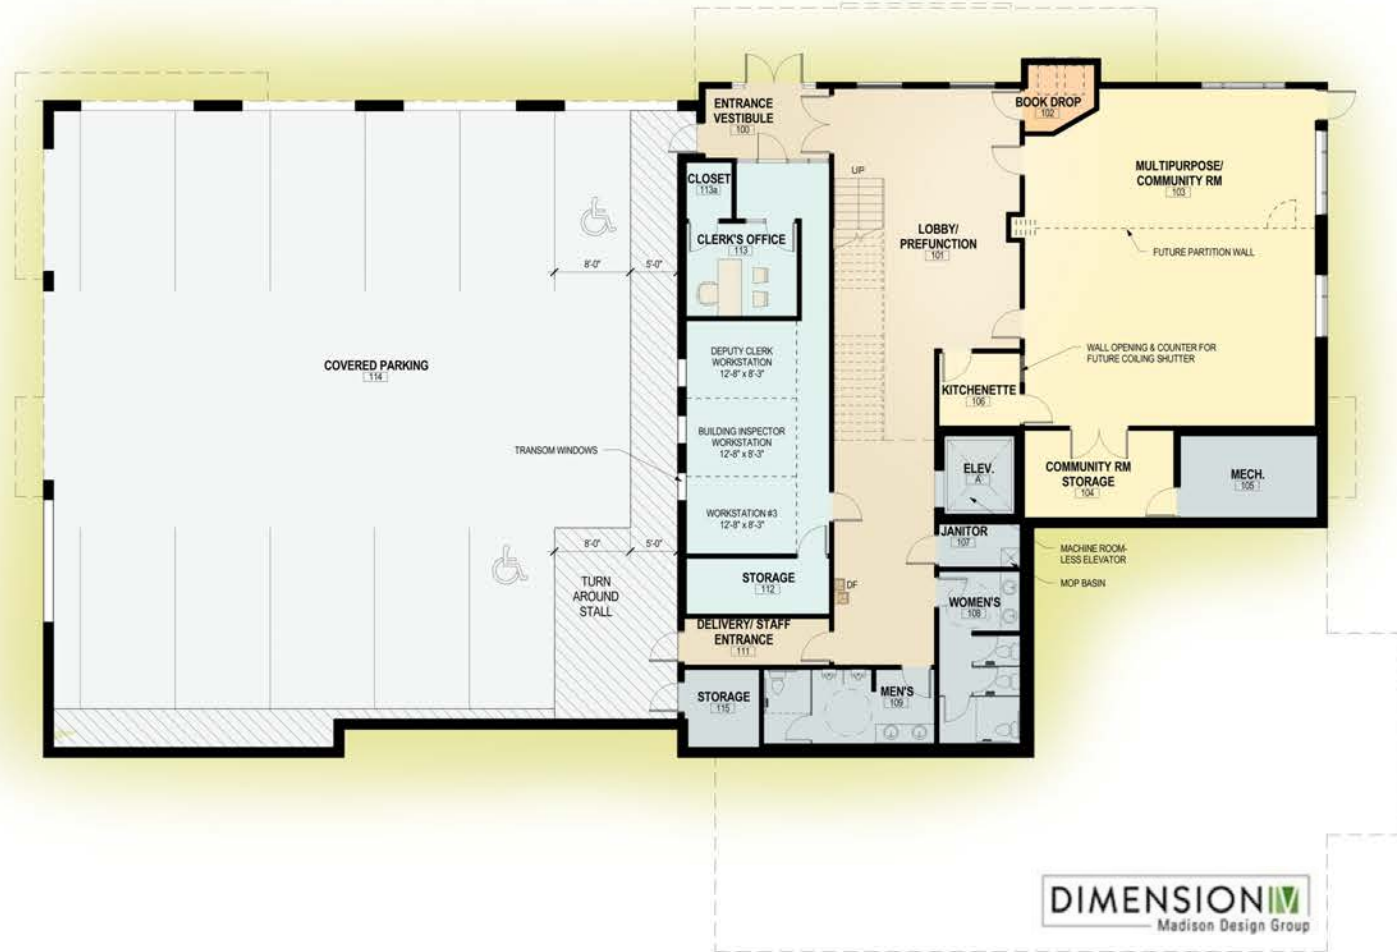 ENTRANCE
VESTIBULE
100
BOOK DROP
102
MULTIPURPOSE/
COMMUNITY RM
103
CLOSET
113a
UP
CLERK'S OFFICE
113
LOBBY/
PREFUNCTION
101
FUTURE PARTITION WALL
8'-0"
5'-0"
COVERED PARKING
114
DEPUTY CLERK
WORKSTATION
12'-8" x 8'-3"
WALL OPENING & COUNTER FOR
FUTURE COILING SHUTTER
KITCHENETTE
106
BUILDING INSPECTOR
WORKSTATION
12'-8" x 8'-3"
TRANSOM WINDOWS
ELEV.
A
COMMUNITY RM
STORAGE
104
MECH.
105
WORKSTATION #3
12'-8" x 8'-3"
JANITOR
107
MACHINE ROOM-
LESS ELEVATOR
MOP BASIN
8'-0"
5'-0"
TURN
AROUND
STALL
STORAGE
112
DF
WOMEN'S
108
DELIVERY/ STAFF
ENTRANCE
111
STORAGE
115
MEN'S
109
DIMENSION IV
Madison Design Group